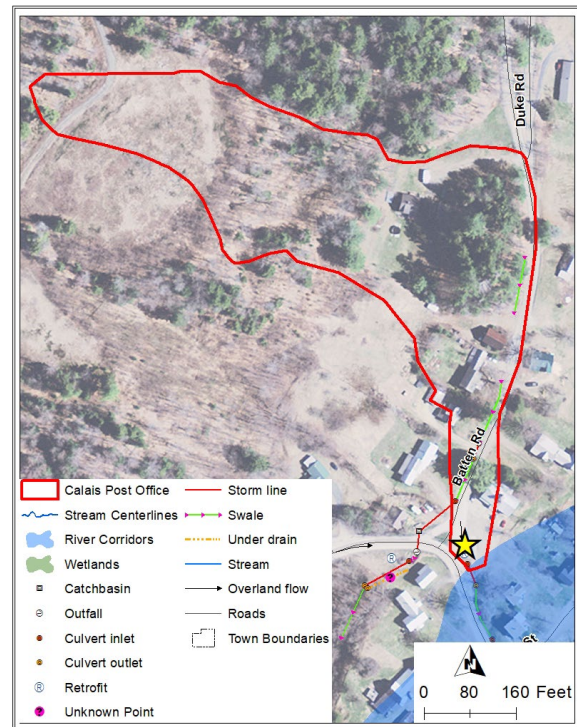 Duke Rd
Batten Rd
St
Calais Post Office
Stream Centerlines
River Corridors
Wetlands
Catchbasin
Outfall
Culvert inlet
Culvert outlet
R Retrofit
? Unknown Point
Storm line
Swale
Under drain
Stream
Overland flow
Roads
Town Boundaries
R
?
N
0 80 160 Feet